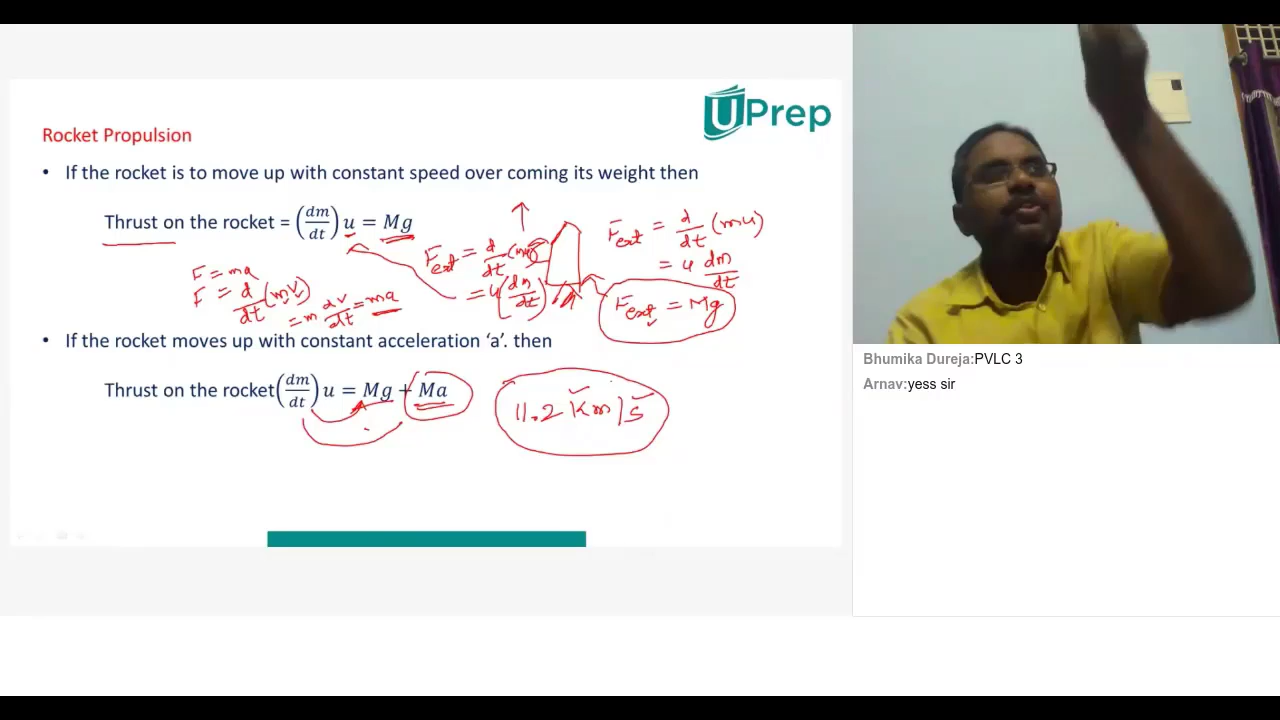 UPrep
Rocket Propulsion
• If the rocket is to move up with constant speed over coming its weight then
Thrust on the rocket = (dm/dt) u = Mg
F = ma
F = d/dt (mv)
= m dv/dt = ma
Fext = d/dt (mu)
= u (dm/dt)
Fext = d/dt (mu)
= u dm/dt
Fext = Mg
• If the rocket moves up with constant acceleration ‘a’. then
Thrust on the rocket (dm/dt) u = Mg + Ma
11.2 Km/s
Bhumika Dureja:PVLC 3
Arnav:yess sir